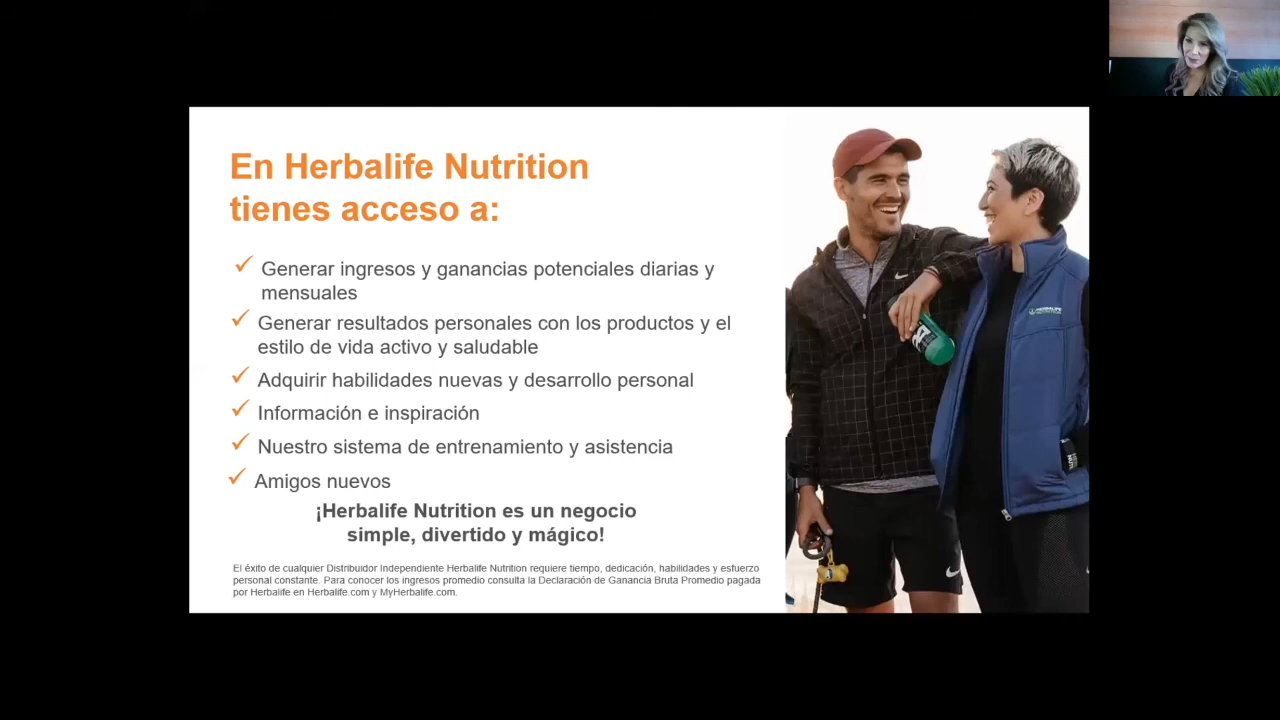 En Herbalife Nutrition
tienes acceso a:
Generar ingresos y ganancias potenciales diarias y
mensuales
Generar resultados personales con los productos y el
estilo de vida activo y saludable
Adquirir habilidades nuevas y desarrollo personal
Información e inspiración
Nuestro sistema de entrenamiento y asistencia
Amigos nuevos
¡Herbalife Nutrition es un negocio
simple, divertido y mágico!
El éxito de cualquier Distribuidor Independiente Herbalife Nutrition requiere tiempo, dedicación, habilidades y esfuerzo
personal constante. Para conocer los ingresos promedio consulta la Declaración de Ganancia Bruta Promedio pagada
por Herbalife en Herbalife.com y MyHerbalife.com.
HERBALIFE
NUTRITION